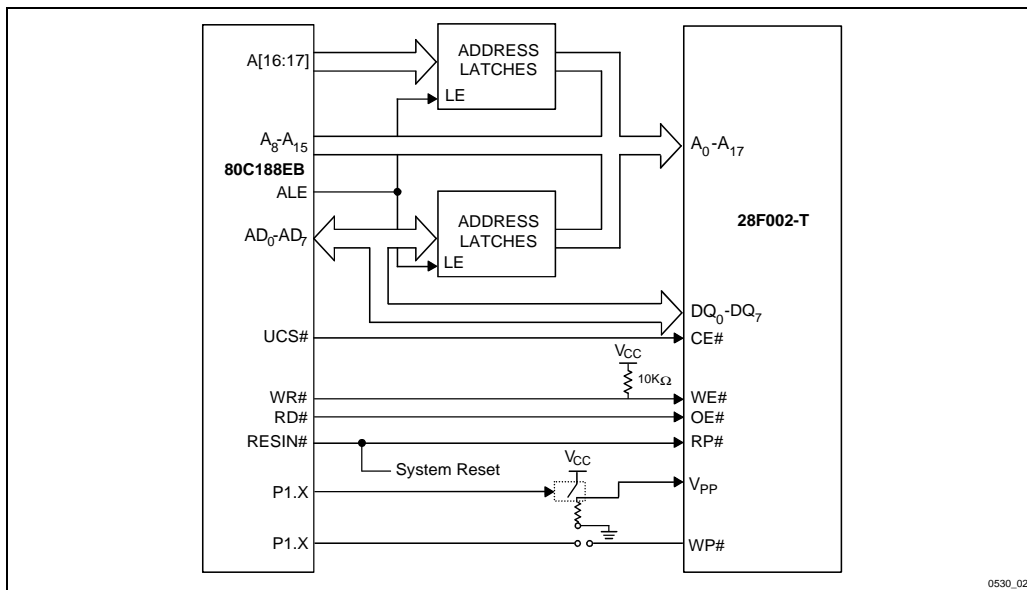 A[16:17]
ADDRESS
LATCHES
LE
A8-A15
80C188EB
ALE
AD0-AD7
ADDRESS
LATCHES
LE
A0-A17
28F002-T
DQ0-DQ7
UCS#
CE#
VCC
10KΩ
WR#
WE#
RD#
OE#
RESIN#
RP#
System Reset
VCC
P1.X
VPP
P1.X
WP#
0530_02